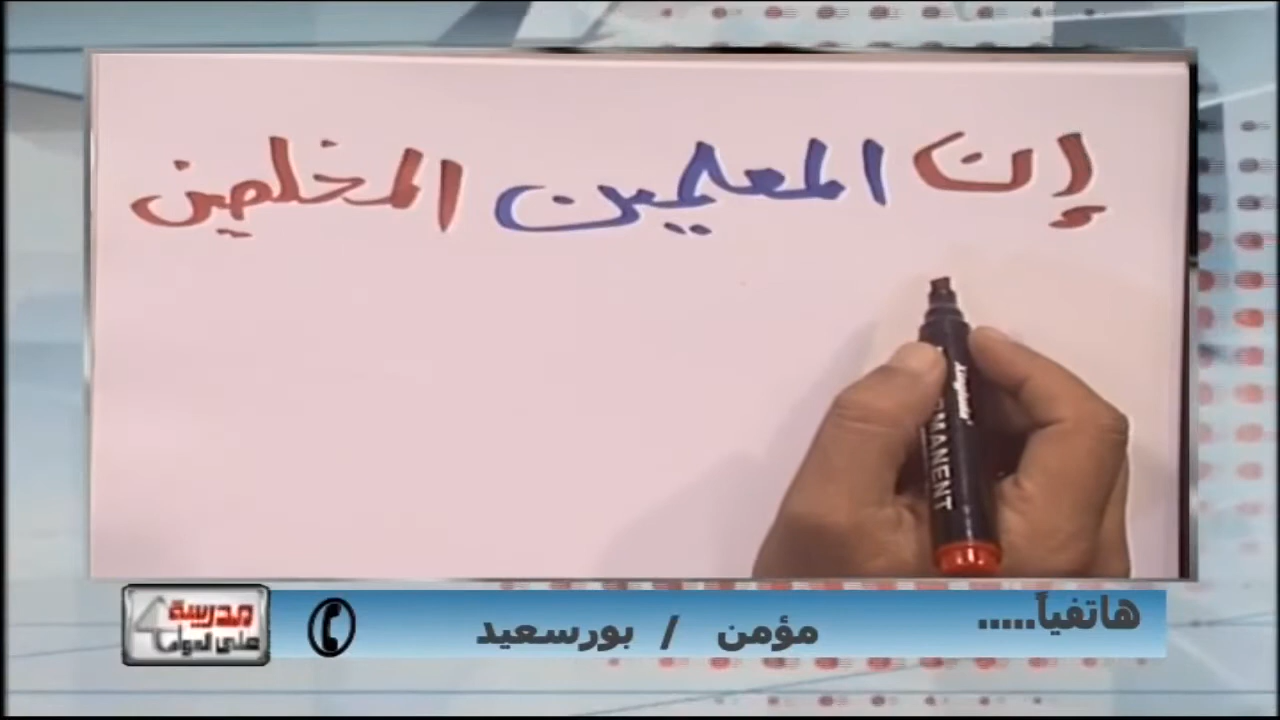 إن المعلمين المخلصين
PERMANENT
هاتفياً.....
مؤمن / بورسعيد
مدرسة
على الهواء